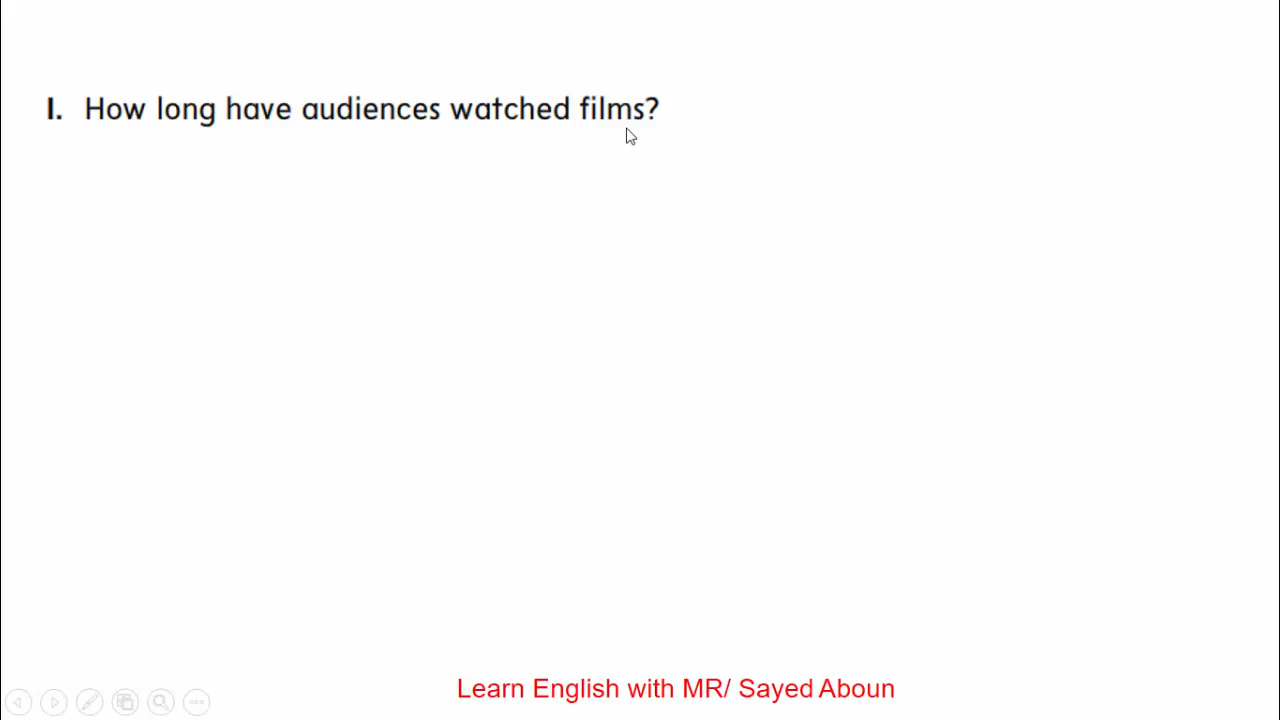 1. How long have audiences watched films?
Learn English with MR/ Sayed Aboun